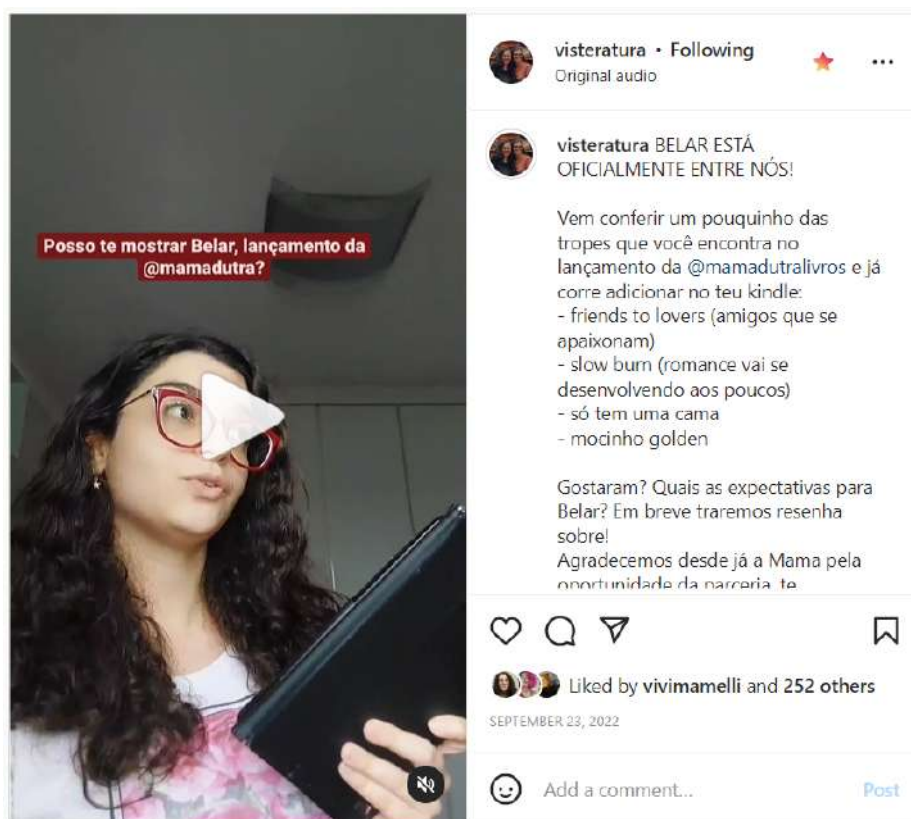 Posso te mostrar Belar, lançamento da
@mamadutra?
visteratura • Following
Original audio
visteratura BELAR ESTÁ
OFICIALMENTE ENTRE NÓS!
Vem conferir um pouquinho das
tropes que você encontra no
lançamento da @mamadutralivros e já
corre adicionar no teu kindle:
- friends to lovers (amigos que se
apaixonam)
- slow burn (romance vai se
desenvolvendo aos poucos)
- só tem uma cama
- mocinho golden
Gostaram? Quais as expectativas para
Belar? Em breve traremos resenha
sobre!
Agradecemos desde já a Mama pela
oportunidade da parceria, te
Liked by vivimamelli and 252 others
SEPTEMBER 23, 2022
Add a comment...
Post